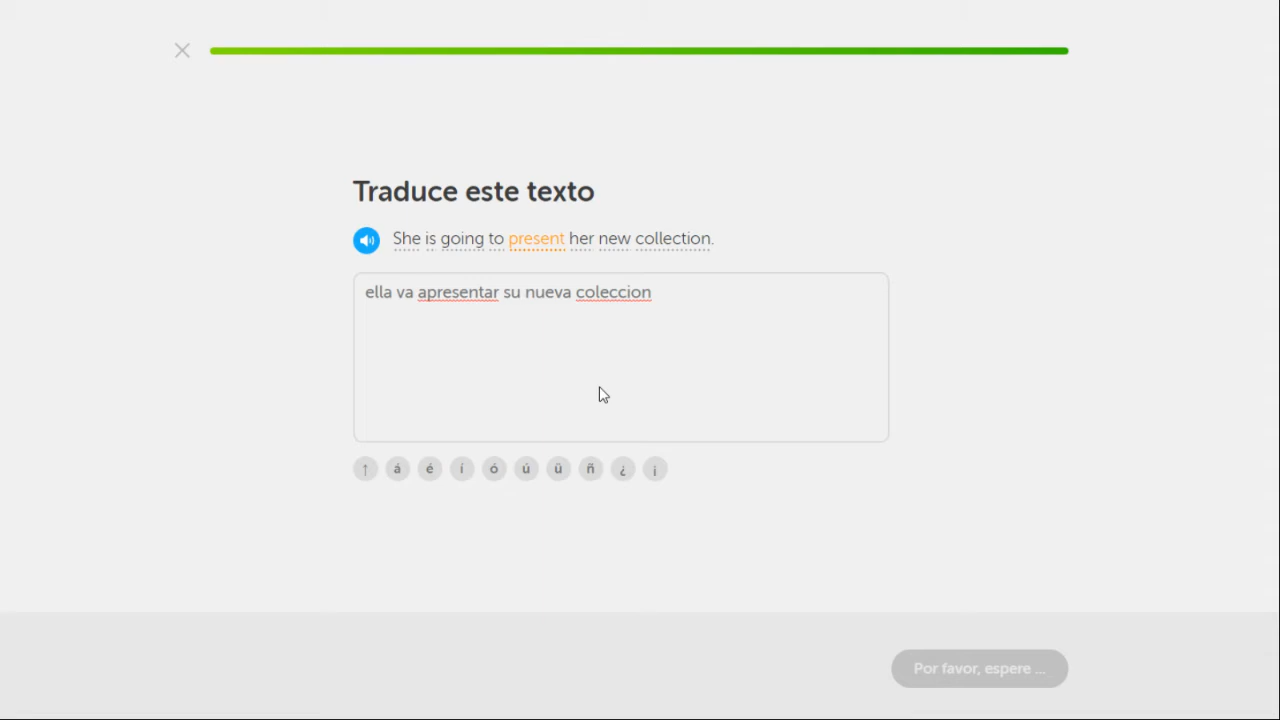 Traduce este texto
She is going to present her new collection.
ella va apresentar su nueva coleccion
↑ á é í ó ú ü ñ ¿ ¡
Por favor, espere ...